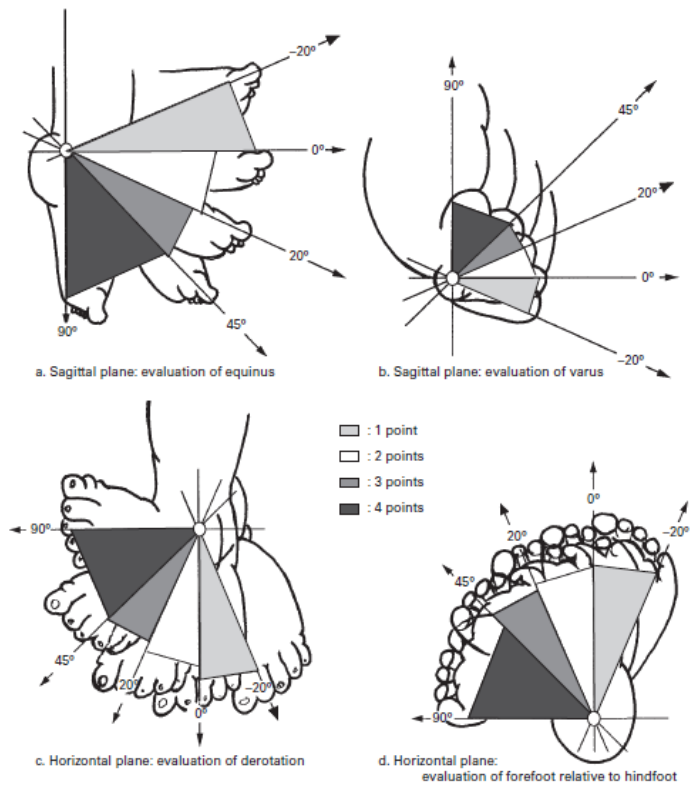 –20º
0º
20º
45º
90º
a. Sagittal plane: evaluation of equinus
90º
45º
20º
0º
–20º
b. Sagittal plane: evaluation of varus
: 1 point
: 2 points
: 3 points
: 4 points
90º
45º
20º
0º
–20º
c. Horizontal plane: evaluation of derotation
0º
–20º
20º
45º
90º
d. Horizontal plane:
evaluation of forefoot relative to hindfoot